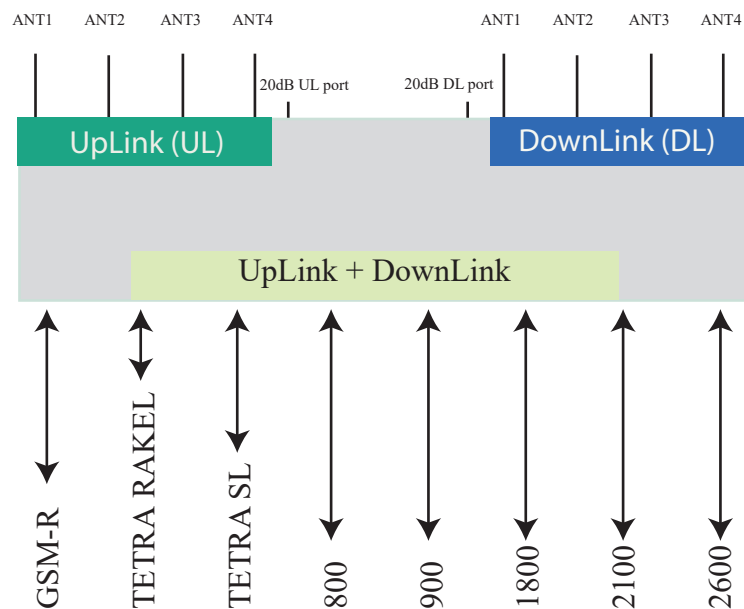 ANT1 ANT2 ANT3 ANT4 ANT1 ANT2 ANT3 ANT4
20dB UL port 20dB DL port
UpLink (UL) DownLink (DL)
UpLink + DownLink
GSM-R
TETRA RAKEL
TETRA SL
800
900
1800
2100
2600